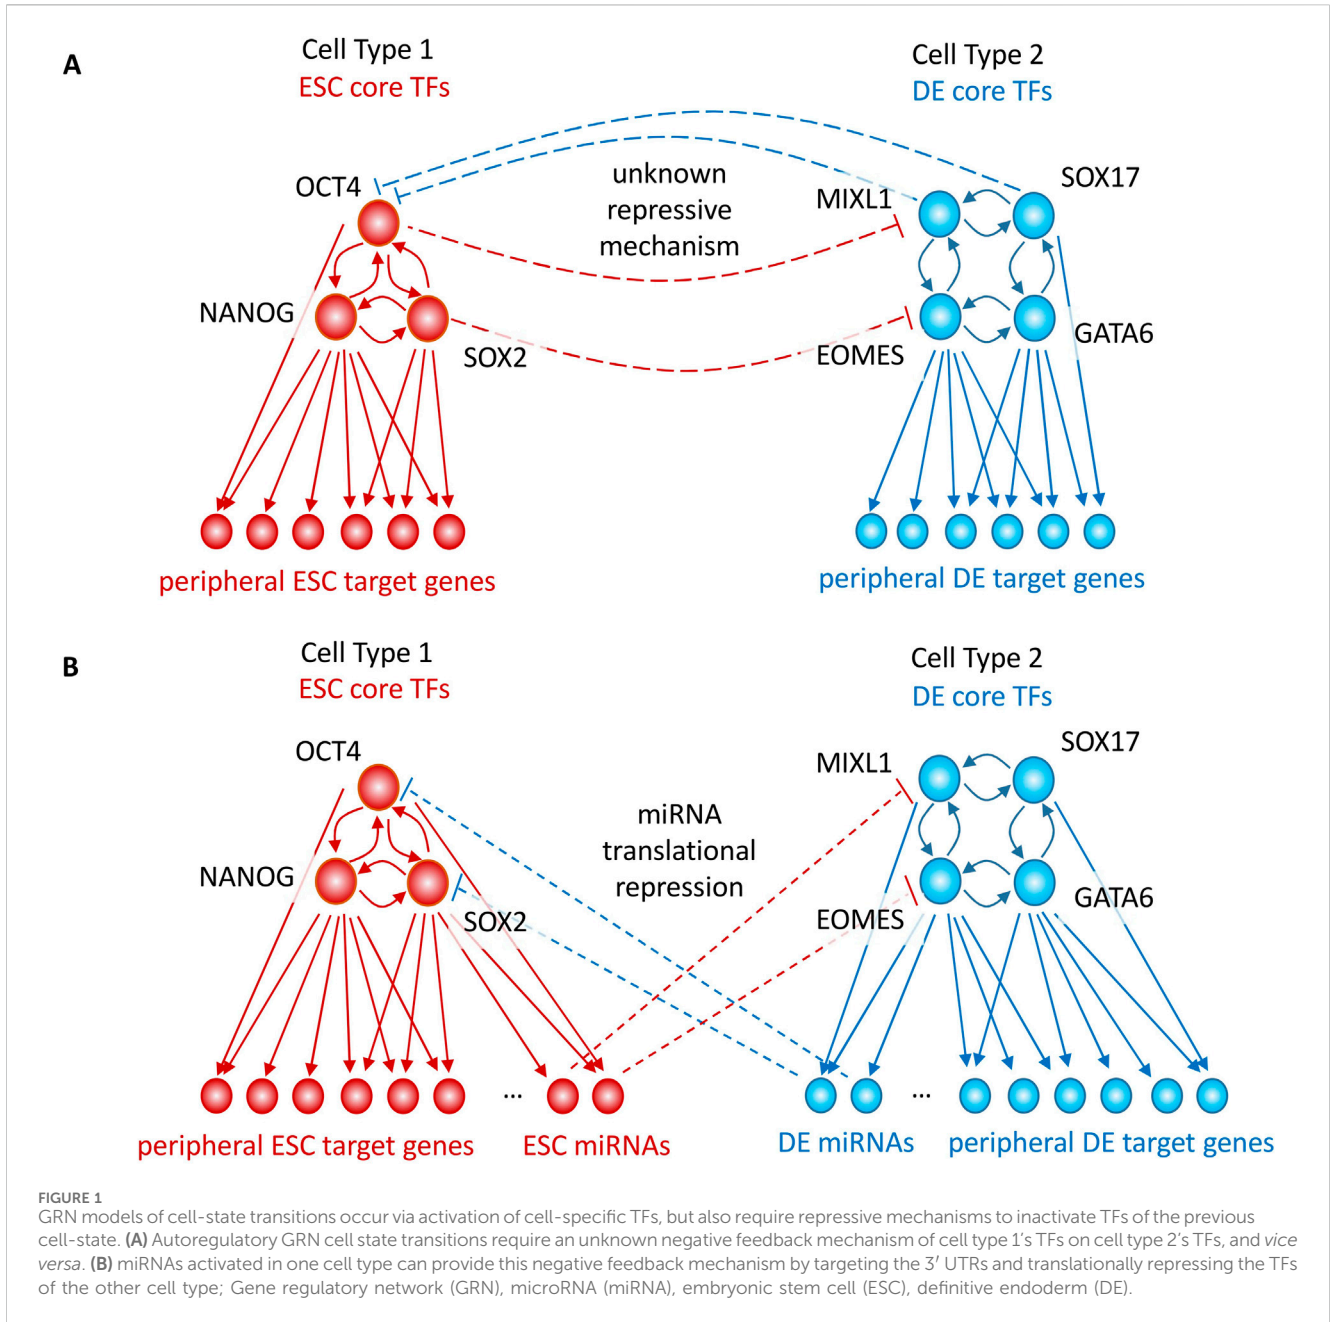 A
Cell Type 1
ESC core TFs
Cell Type 2
DE core TFs
OCT4
NANOG
SOX2
unknown
repressive
mechanism
MIXL1
SOX17
EOMES
GATA6
peripheral ESC target genes
peripheral DE target genes
B
Cell Type 1
ESC core TFs
Cell Type 2
DE core TFs
OCT4
NANOG
SOX2
miRNA
translational
repression
MIXL1
SOX17
EOMES
GATA6
...
...
peripheral ESC target genes
ESC miRNAs
DE miRNAs
peripheral DE target genes
FIGURE 1
GRN models of cell-state transitions occur via activation of cell-specific TFs, but also require repressive mechanisms to inactivate TFs of the previous
cell-state. (A) Autoregulatory GRN cell state transitions require an unknown negative feedback mechanism of cell type 1's TFs on cell type 2's TFs, and vice
versa. (B) miRNAs activated in one cell type can provide this negative feedback mechanism by targeting the 3′ UTRs and translationally repressing the TFs
of the other cell type; Gene regulatory network (GRN), microRNA (miRNA), embryonic stem cell (ESC), definitive endoderm (DE).